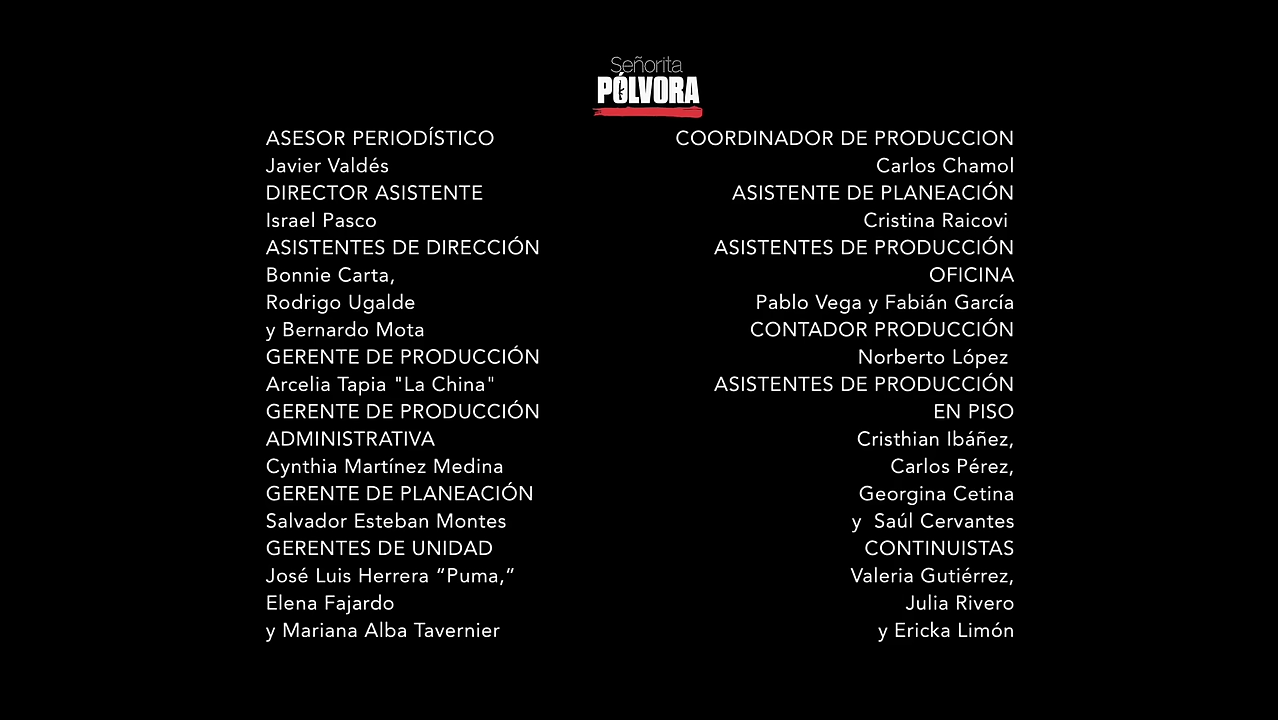 Señorita
PÓLVORA
ASESOR PERIODÍSTICO
Javier Valdés
DIRECTOR ASISTENTE
Israel Pasco
ASISTENTES DE DIRECCIÓN
Bonnie Carta,
Rodrigo Ugalde
y Bernardo Mota
GERENTE DE PRODUCCIÓN
Arcelia Tapia "La China"
GERENTE DE PRODUCCIÓN
ADMINISTRATIVA
Cynthia Martínez Medina
GERENTE DE PLANEACIÓN
Salvador Esteban Montes
GERENTES DE UNIDAD
José Luis Herrera “Puma,”
Elena Fajardo
y Mariana Alba Tavernier
COORDINADOR DE PRODUCCION
Carlos Chamol
ASISTENTE DE PLANEACIÓN
Cristina Raicovi
ASISTENTES DE PRODUCCIÓN
OFICINA
Pablo Vega y Fabián García
CONTADOR PRODUCCIÓN
Norberto López
ASISTENTES DE PRODUCCIÓN
EN PISO
Cristhian Ibáñez,
Carlos Pérez,
Georgina Cetina
y  Saúl Cervantes
CONTINUISTAS
Valeria Gutiérrez,
Julia Rivero
y Ericka Limón